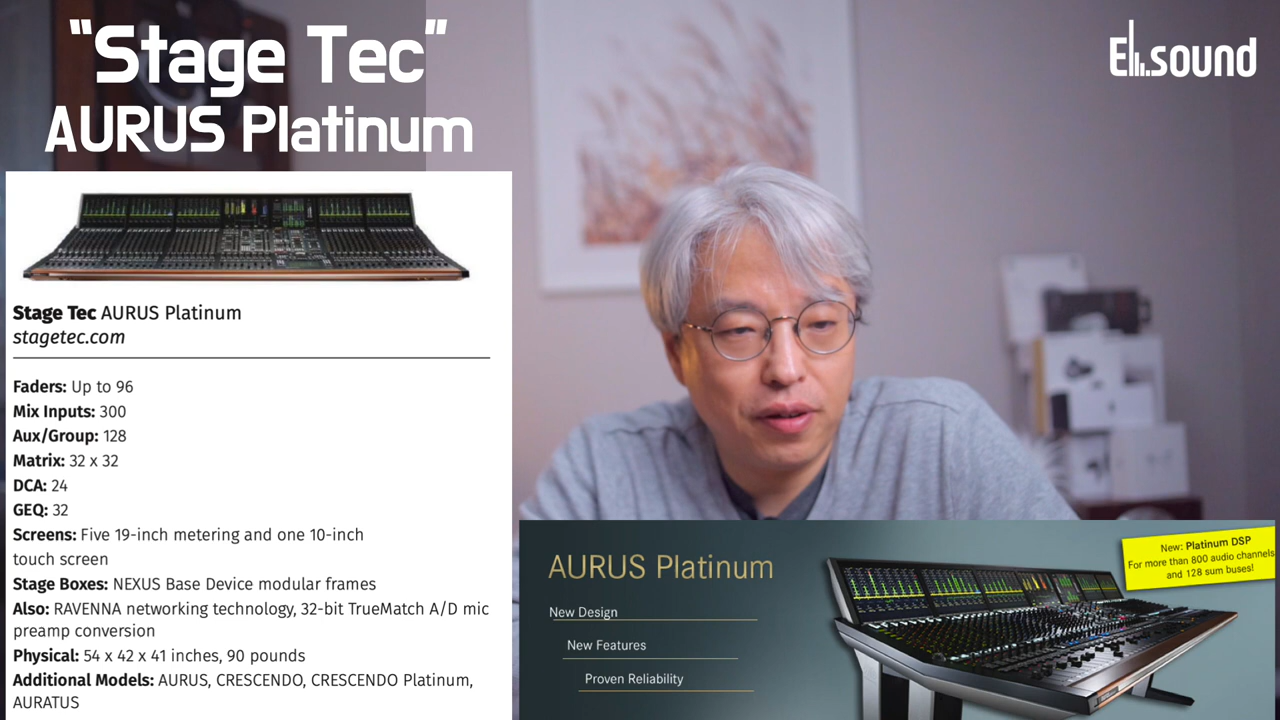 "Stage Tec"
AURUS Platinum
El.sound
Stage Tec AURUS Platinum
stagetec.com
Faders: Up to 96
Mix Inputs: 300
Aux/Group: 128
Matrix: 32 x 32
DCA: 24
GEQ: 32
Screens: Five 19-inch metering and one 10-inch
touch screen
Stage Boxes: NEXUS Base Device modular frames
Also: RAVENNA networking technology, 32-bit TrueMatch A/D mic
preamp conversion
Physical: 54 x 42 x 41 inches, 90 pounds
Additional Models: AURUS, CRESCENDO, CRESCENDO Platinum,
AURATUS
AURUS Platinum
New Design
New Features
Proven Reliability
New: Platinum DSP
For more than 800 audio channels
and 128 sum buses!